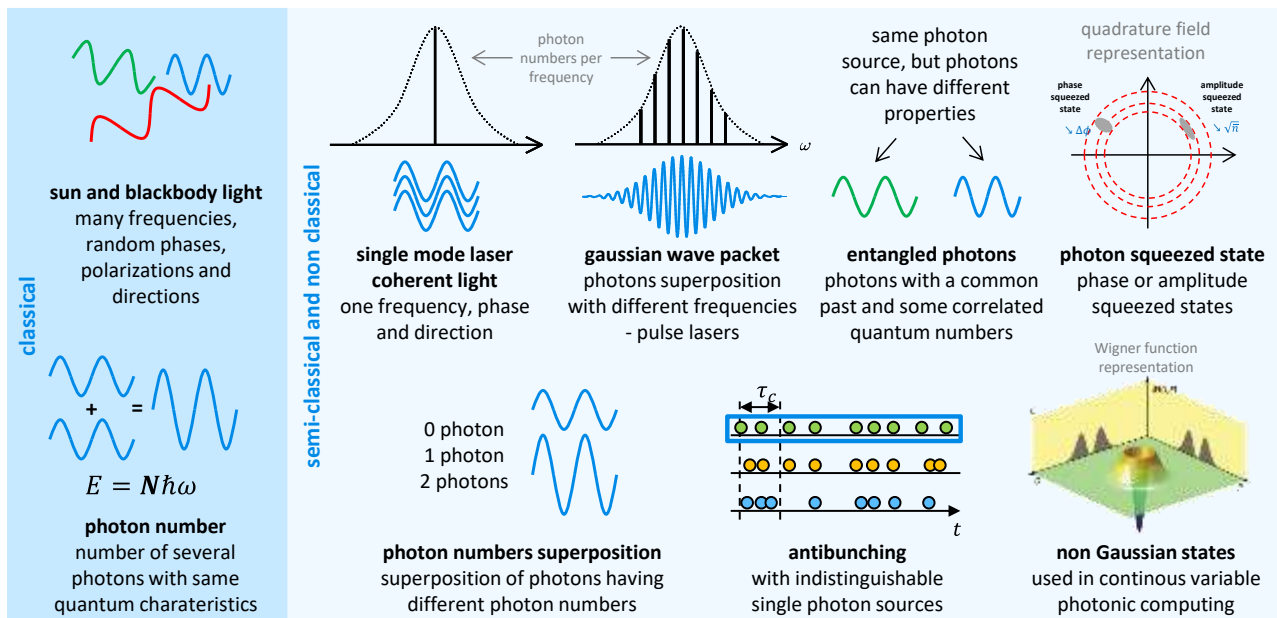 classical
sun and blackbody light
many frequencies,
random phases,
polarizations and
directions
+ =
E = Nħω
photon number
number of several
photons with same
quantum charateristics
semi-classical and non classical
photon
numbers per
frequency
ω
single mode laser
coherent light
one frequency, phase
and direction
gaussian wave packet
photons superposition
with different frequencies
- pulse lasers
same photon
source, but photons
can have different
properties
entangled photons
photons with a common
past and some correlated
quantum numbers
quadrature field
representation
phase
squeezed
state
↘ Δϕ
amplitude
squeezed
state
↘ √n̅
photon squeezed state
phase or amplitude
squeezed states
0 photon
1 photon
2 photons
photon numbers superposition
superposition of photons having
different photon numbers
τc
t
antibunching
with indistinguishable
single photon sources
Wigner function
representation
non Gaussian states
used in continous variable
photonic computing